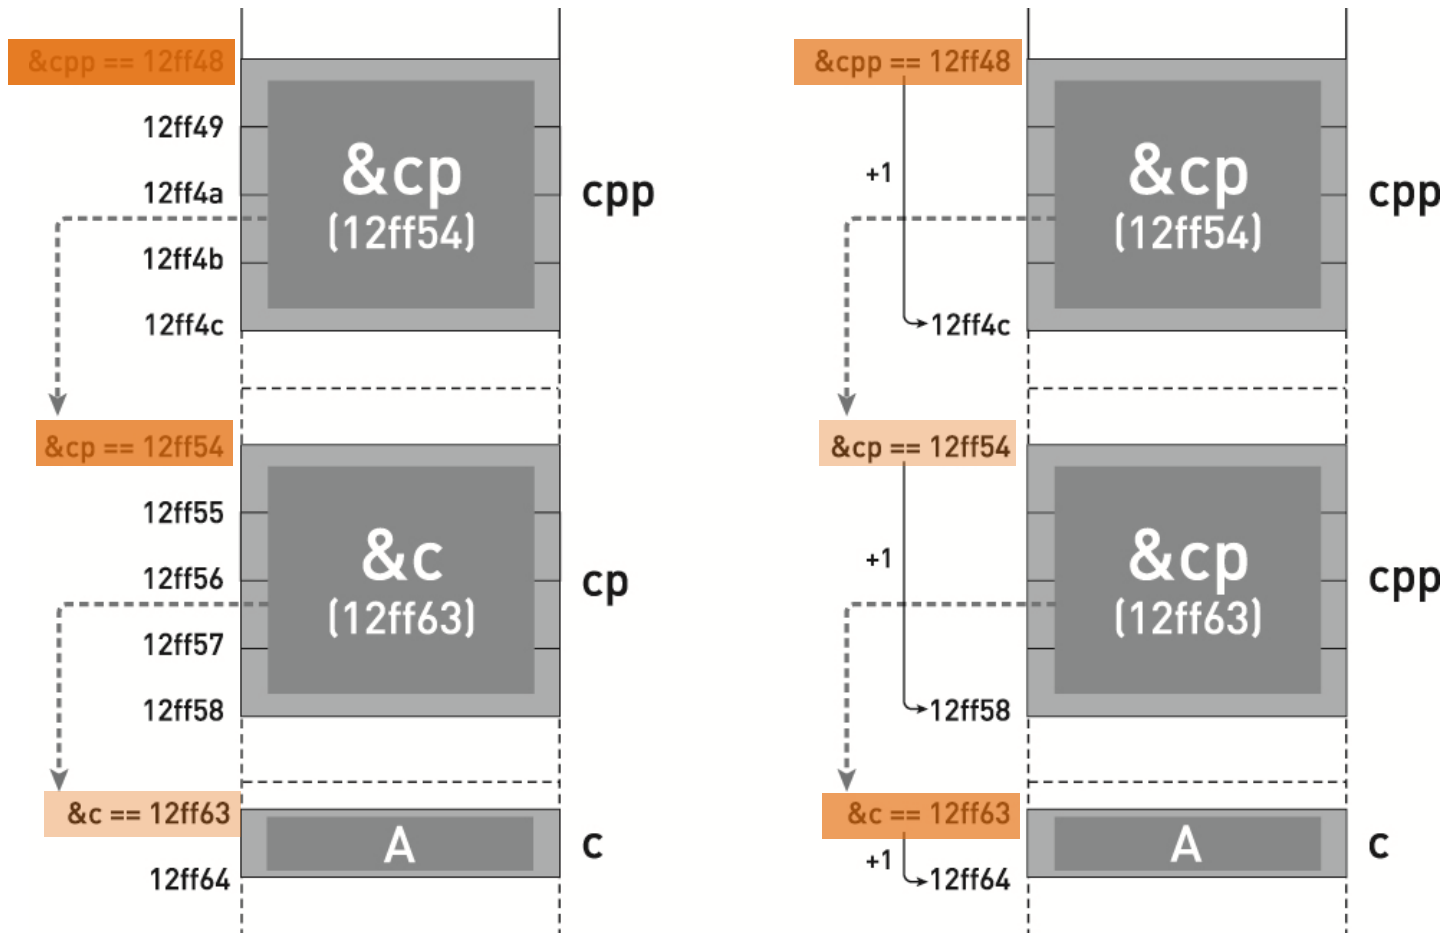 &cpp == 12ff48
12ff49
12ff4a
12ff4b
12ff4c
&cp
(12ff54)
cpp
&cp == 12ff54
12ff55
12ff56
12ff57
12ff58
&c
(12ff63)
cp
&c == 12ff63
12ff64
A
c
&cpp == 12ff48
+1
12ff4c
&cp
(12ff54)
cpp
&cp == 12ff54
+1
12ff58
&cp
(12ff63)
cpp
&c == 12ff63
+1
12ff64
A
c